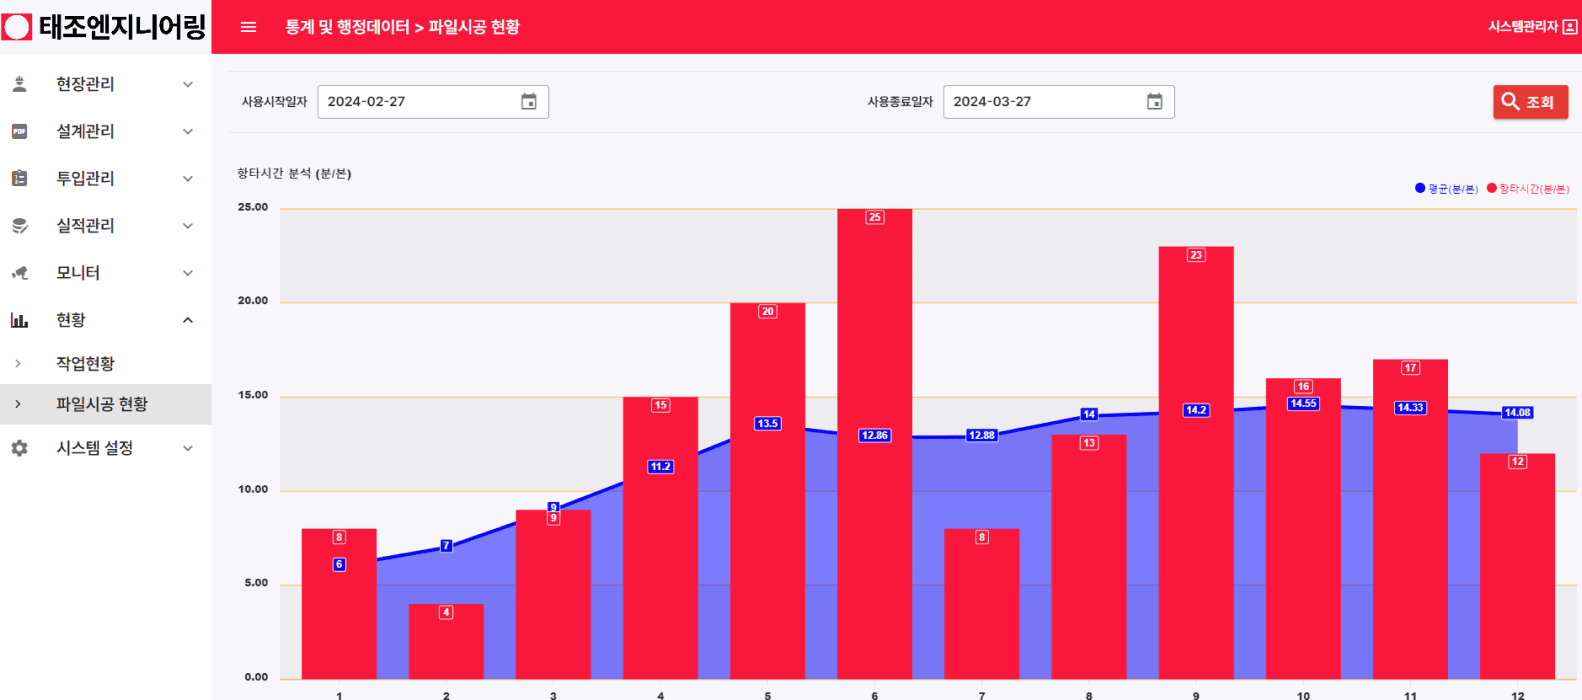 태조엔지니어링
통계 및 행정데이터 > 파일시공 현황
시스템관리자
현장관리
PDF 설계관리
투입관리
실적관리
모니터
현황
작업현황
파일시공 현황
시스템 설정
사용시작일자 2024-02-27 사용종료일자 2024-03-27 조회
항타시간 분석 (분/본)
평균(분/본) 항타시간(분/본)
25.00
20.00
15.00
10.00
5.00
0.00
8 4 9 15 20 25 8 13 23 16 17 12
6 7 9 11.2 13.5 12.86 12.88 14 14.2 14.55 14.33 14.08
1 2 3 4 5 6 7 8 9 10 11 12